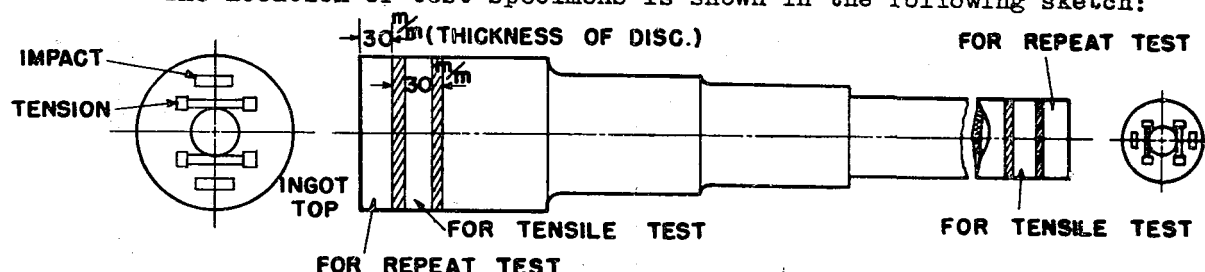 The location of test specimens is shown in the following sketch:
30 m/m (THICKNESS OF DISC.)
FOR REPEAT TEST
IMPACT
30 m/m
TENSION
INGOT
TOP
FOR TENSILE TEST
FOR TENSILE TEST
FOR REPEAT TEST